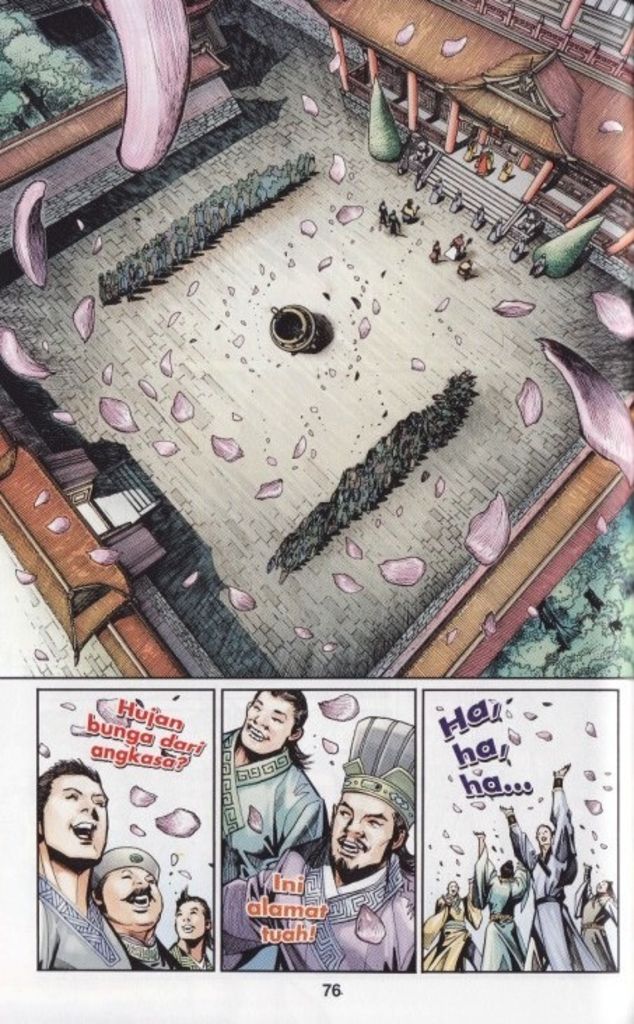 Hujan
bunga dari
angkasa?
Ini
alamat
tuah!
Ha,
ha,
ha...
76.